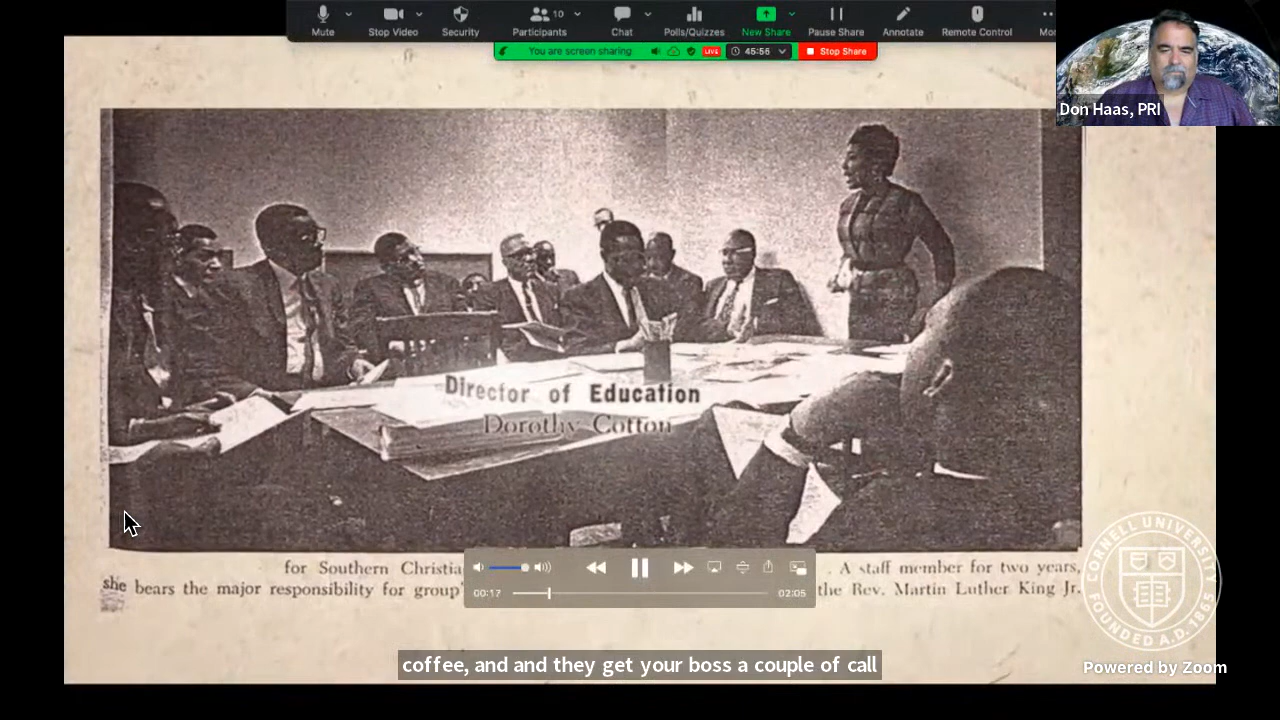 Mute
Stop Video
Security
10
Participants
Chat
Polls/Quizzes
New Share
Pause Share
Annotate
Remote Control
Mor
You are screen sharing
LIVE
45:56
Stop Share
Don Haas, PRI
Director of Education
Dorothy Cotton
for Southern Christia . A staff member for two years,
she bears the major responsibility for group' the Rev. Martin Luther King Jr.
00:17
02:05
CORNELL UNIVERSITY
FOUNDED A.D. 1865
coffee, and and they get your boss a couple of call
Powered by Zoom